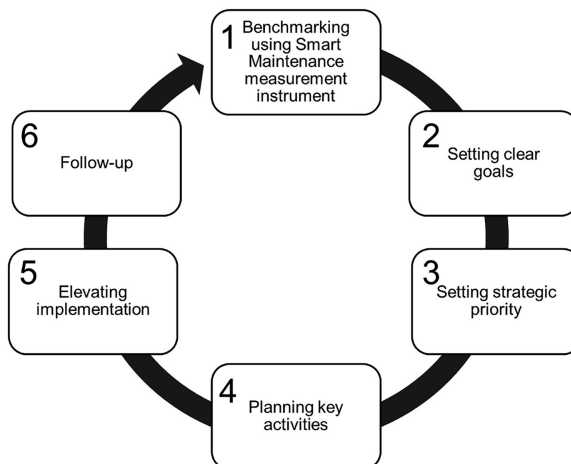 1
Benchmarking
using Smart
Maintenance
measurement
instrument
2
Setting clear
goals
3
Setting strategic
priority
4
Planning key
activities
5
Elevating
implementation
6
Follow-up